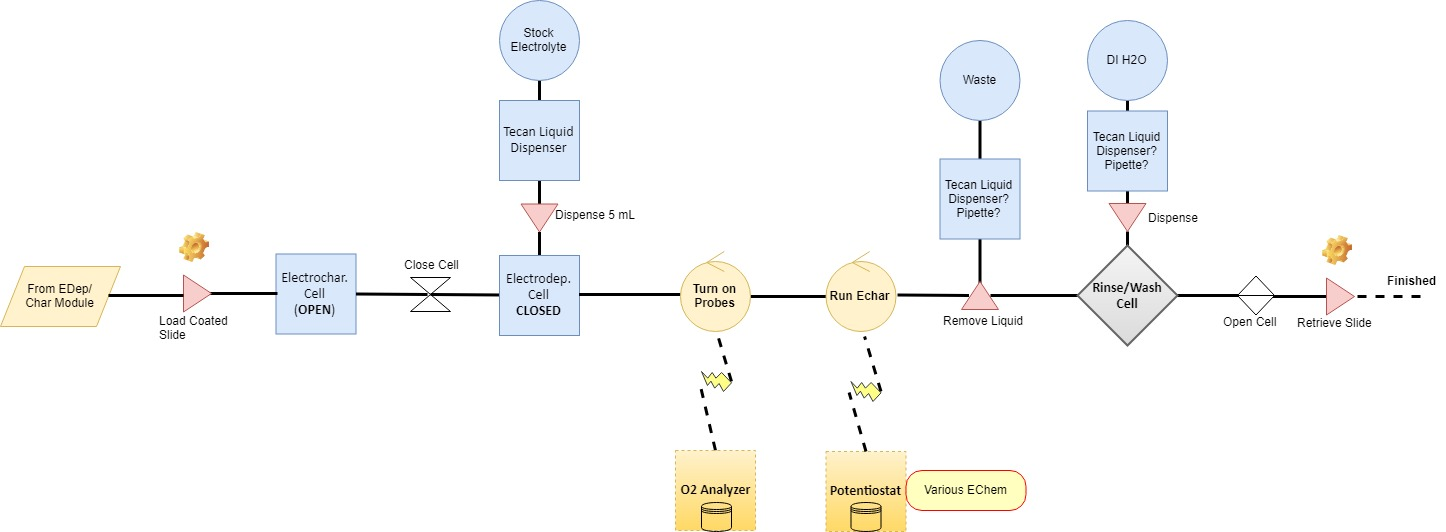 Stock
Electrolyte
Tecan Liquid
Dispenser
Dispense 5 mL
Waste
Tecan Liquid
Dispenser?
Pipette?
DI H2O
Tecan Liquid
Dispenser?
Pipette?
Dispense
From EDep/
Char Module
Load Coated
Slide
Electrochar.
Cell
(OPEN)
Close Cell
Electrodep.
Cell
CLOSED
Turn on
Probes
Run Echar
Remove Liquid
Rinse/Wash
Cell
Open Cell
Retrieve Slide
Finished
O2 Analyzer
Potentiostat
Various EChem